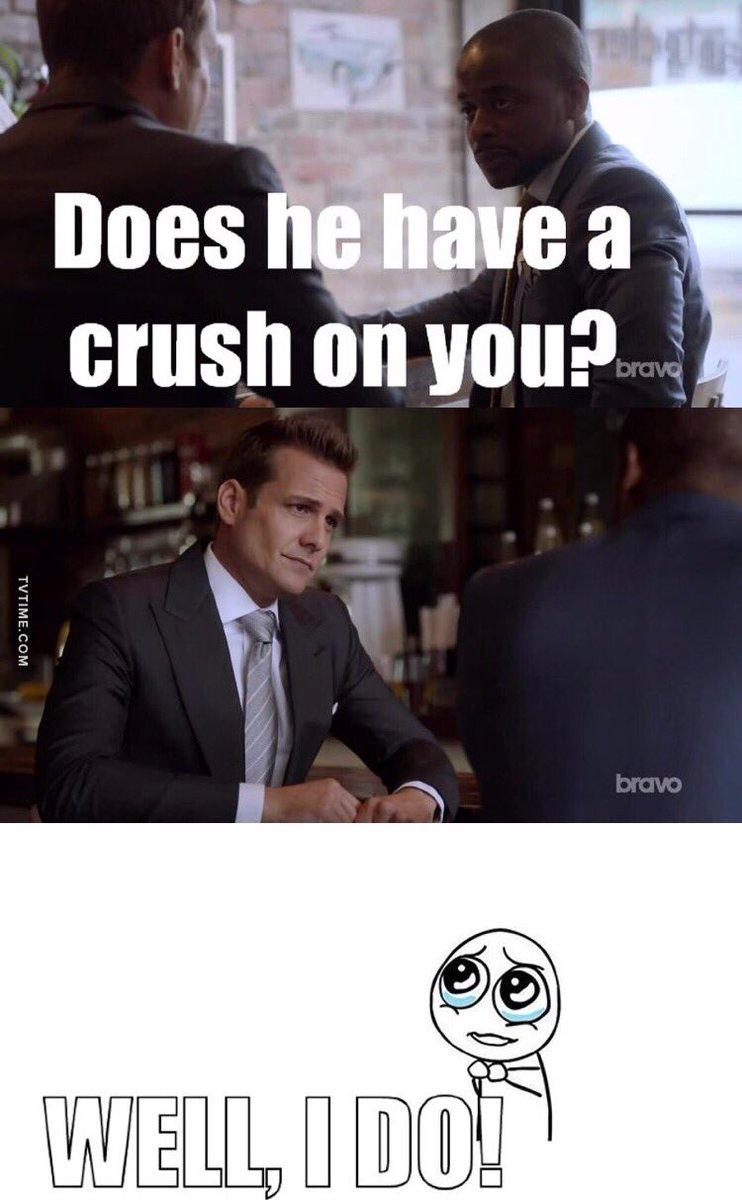 Does he have a
crush on you?
bravo
TVTIME.COM
bravo
WELL, I DO!